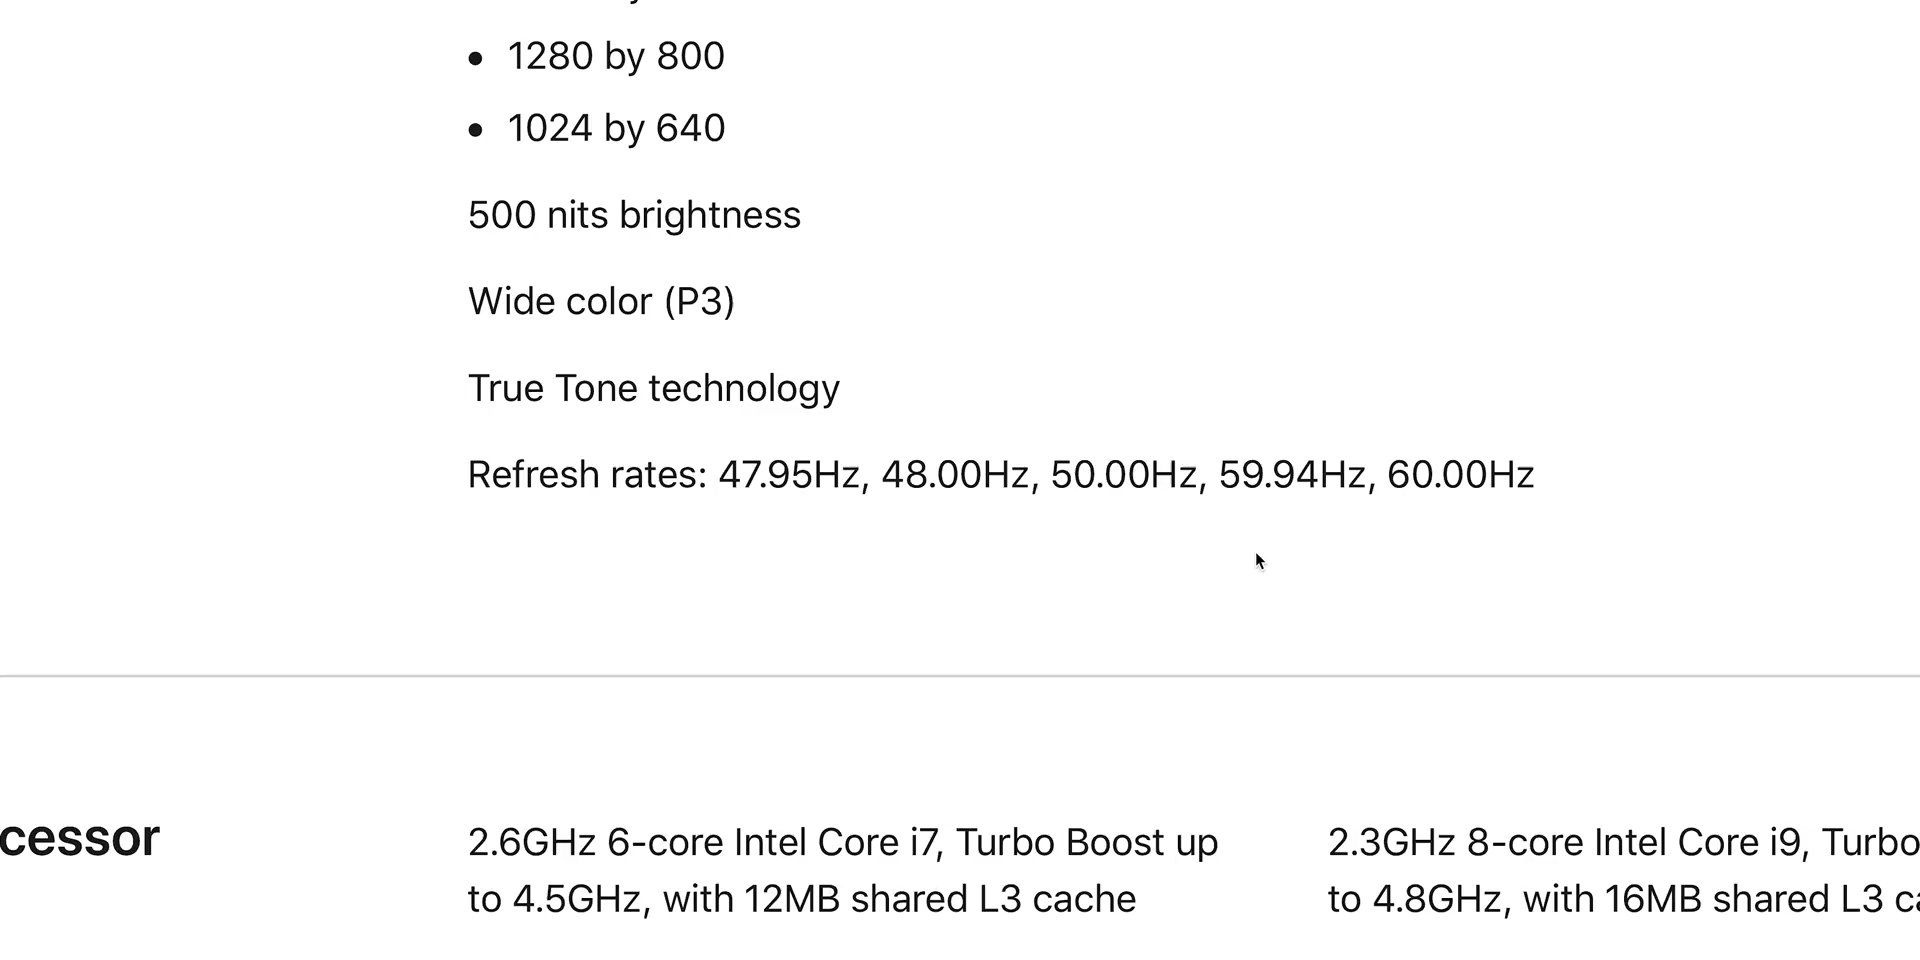 • 1280 by 800
• 1024 by 640
500 nits brightness
Wide color (P3)
True Tone technology
Refresh rates: 47.95Hz, 48.00Hz, 50.00Hz, 59.94Hz, 60.00Hz
cessor
2.6GHz 6-core Intel Core i7, Turbo Boost up
to 4.5GHz, with 12MB shared L3 cache
2.3GHz 8-core Intel Core i9, Turbo
to 4.8GHz, with 16MB shared L3